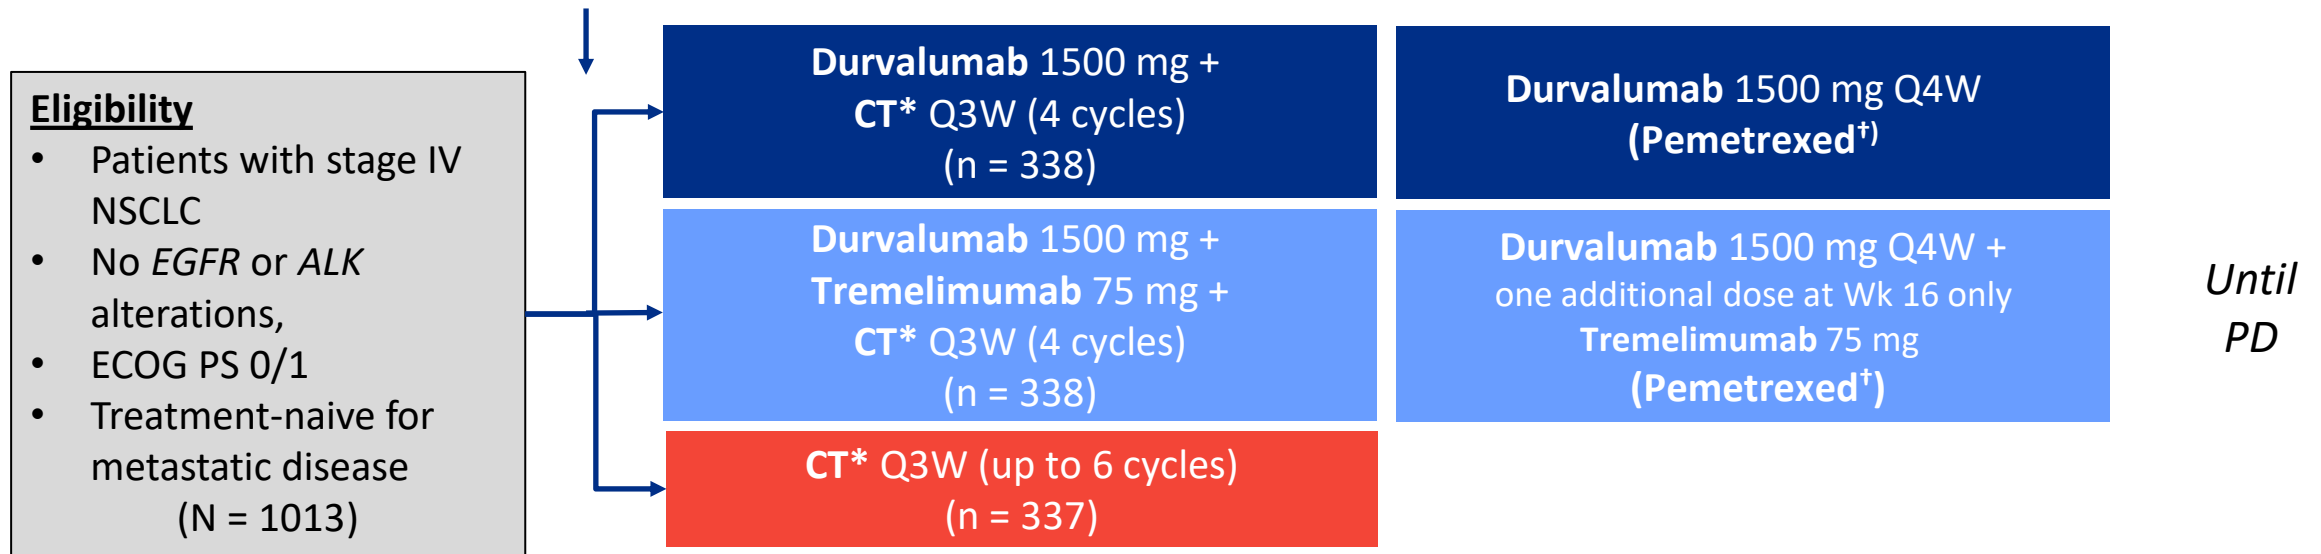 Eligibility
• Patients with stage IV
NSCLC
• No EGFR or ALK
alterations,
• ECOG PS 0/1
• Treatment-naive for
metastatic disease
(N = 1013)
Durvalumab 1500 mg +
CT* Q3W (4 cycles)
(n = 338)
Durvalumab 1500 mg Q4W
(Pemetrexed†)
Durvalumab 1500 mg +
Tremelimumab 75 mg +
CT* Q3W (4 cycles)
(n = 338)
Durvalumab 1500 mg Q4W +
one additional dose at Wk 16 only
Tremelimumab 75 mg
(Pemetrexed†)
CT* Q3W (up to 6 cycles)
(n = 337)
Until
PD